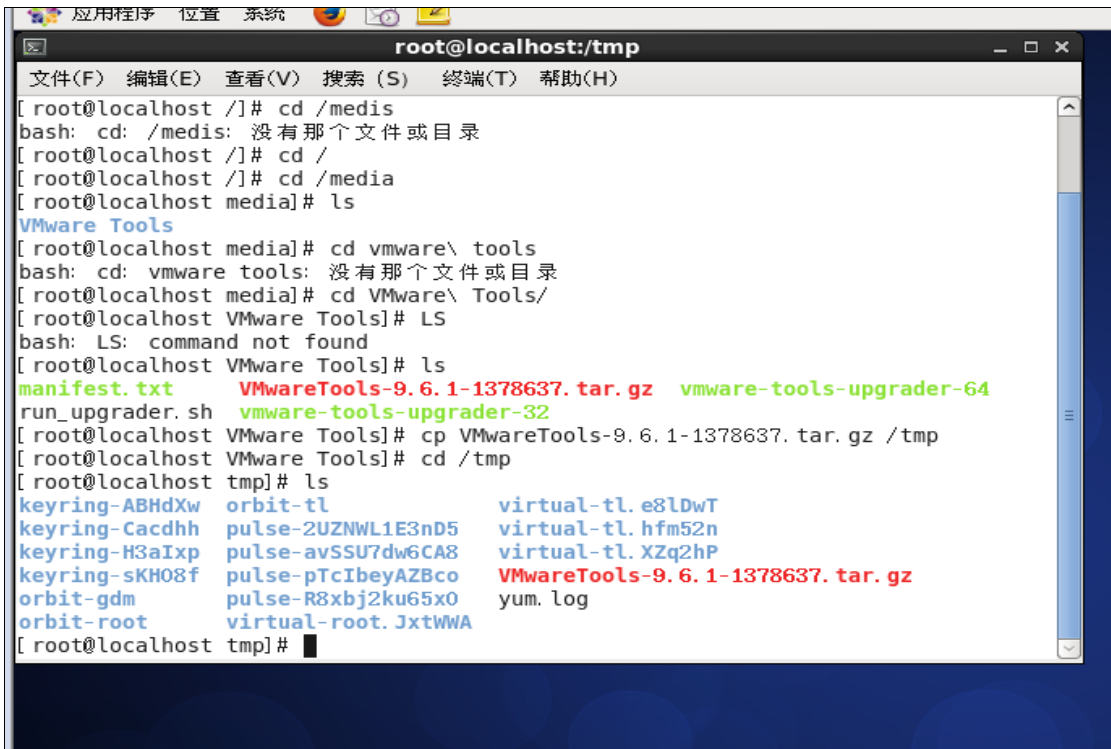 应用程序 位置 系统
root@localhost:/tmp
文件(F) 编辑(E) 查看(V) 搜索 (S) 终端(T) 帮助(H)
[root@localhost /]# cd /medis
bash: cd: /medis: 没有那个文件或目录
[root@localhost /]# cd /
[root@localhost /]# cd /media
[root@localhost media]# ls
VMware Tools
[root@localhost media]# cd vmware\ tools
bash: cd: vmware tools: 没有那个文件或目录
[root@localhost media]# cd VMware\ Tools/
[root@localhost VMware Tools]# LS
bash: LS: command not found
[root@localhost VMware Tools]# ls
manifest.txt VMwareTools-9.6.1-1378637.tar.gz vmware-tools-upgrader-64
run_upgrader.sh vmware-tools-upgrader-32
[root@localhost VMware Tools]# cp VMwareTools-9.6.1-1378637.tar.gz /tmp
[root@localhost VMware Tools]# cd /tmp
[root@localhost tmp]# ls
keyring-ABHdXw orbit-tl virtual-tl.e8lDwT
keyring-Cacdhh pulse-2UZNWL1E3nD5 virtual-tl.hfm52n
keyring-H3aIxp pulse-avSSU7dw6CA8 virtual-tl.XZq2hP
keyring-sKHO8f pulse-pTcIbeyAZBco VMwareTools-9.6.1-1378637.tar.gz
orbit-gdm pulse-R8xbj2ku65xO yum.log
orbit-root virtual-root.JxtWWA
[root@localhost tmp]#